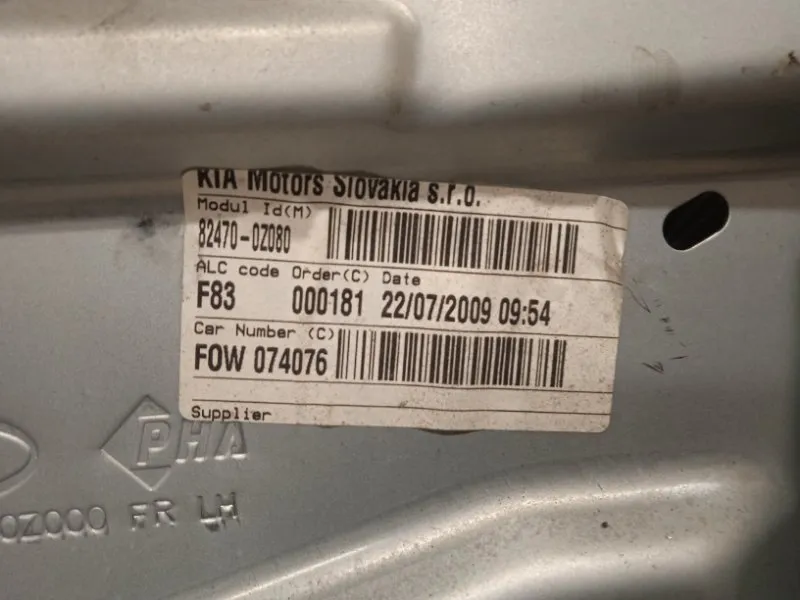 KIA Motors Slovakia s.r.o.
Modul Id(M)
82470-0Z080
ALC code Order(C) Date
F83 000181 22/07/2009 09:54
Car Number (C)
FOW 074076
Supplier
PHA
0Z000 FR LH